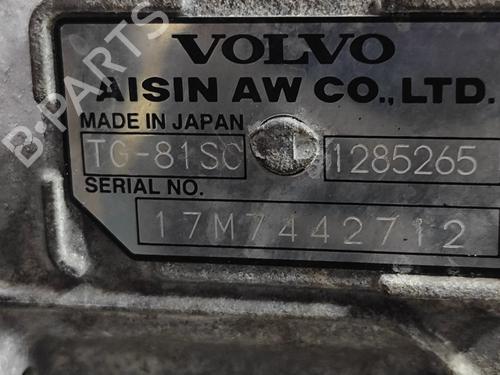 VOLVO
AISIN AW CO., LTD.
MADE IN JAPAN
TG-81SC 1285265
SERIAL NO.
17M7442712
B-PARTS